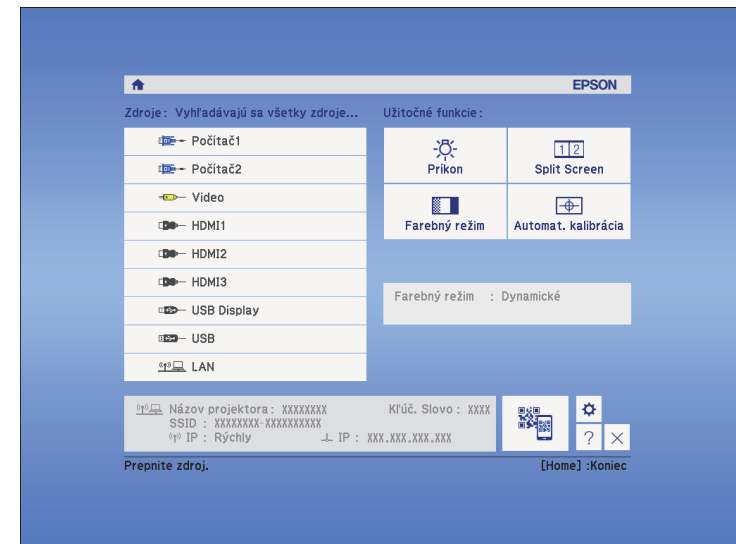 EPSON
Zdroje: Vyhľadávajú sa všetky zdroje...
Počítač1
Počítač2
Video
HDMI1
HDMI2
HDMI3
USB Display
USB
LAN
Užitočné funkcie:
Príkon
1 2
Split Screen
Farebný režim
Automat. kalibrácia
Farebný režim : Dynamické
Názov projektora: XXXXXXXX Kľúč. Slovo : XXXX
SSID : XXXXXXXX-XXXXXXXXXX
IP : Rýchly IP : XXX.XXX.XXX.XXX
?
Prepnite zdroj. [Home] :Koniec